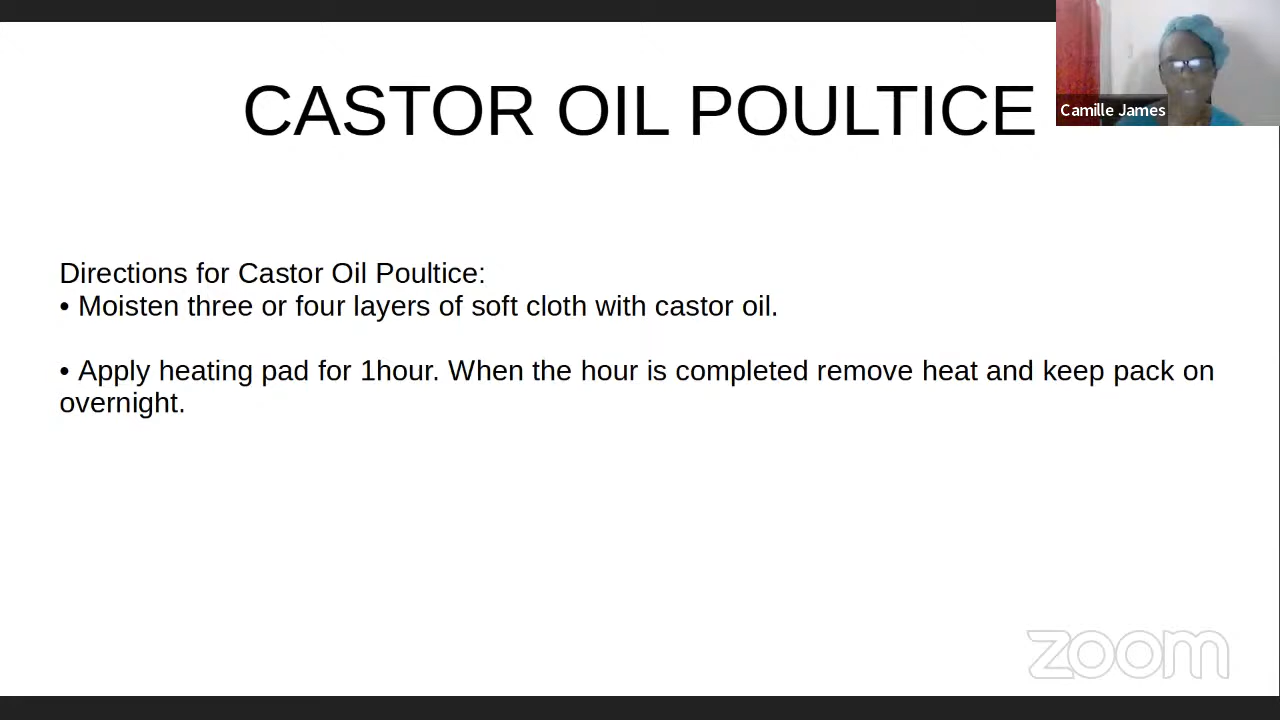 CASTOR OIL POULTICE
Camille James
Directions for Castor Oil Poultice:
• Moisten three or four layers of soft cloth with castor oil.
• Apply heating pad for 1hour. When the hour is completed remove heat and keep pack on
overnight.
zoom